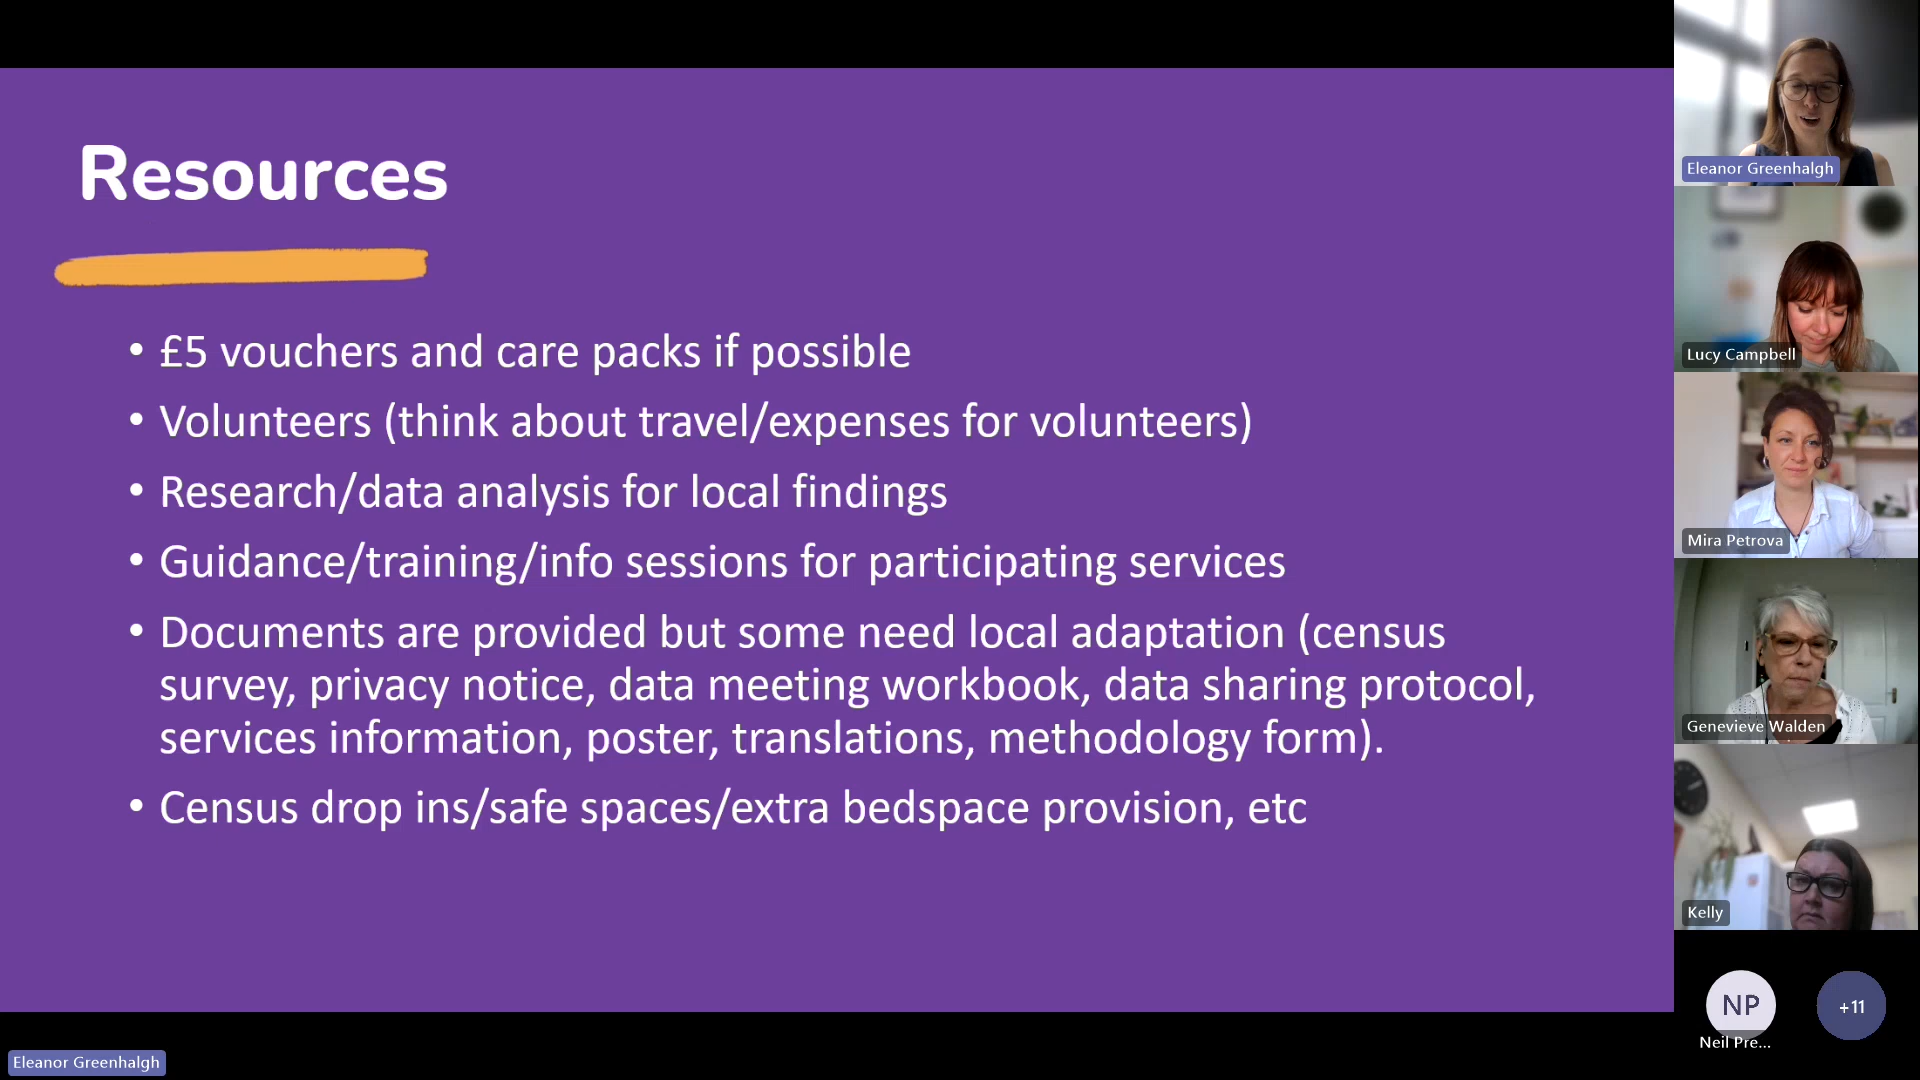 Resources
• £5 vouchers and care packs if possible
• Volunteers (think about travel/expenses for volunteers)
• Research/data analysis for local findings
• Guidance/training/info sessions for participating services
• Documents are provided but some need local adaptation (census
survey, privacy notice, data meeting workbook, data sharing protocol,
services information, poster, translations, methodology form).
• Census drop ins/safe spaces/extra bedspace provision, etc
Eleanor Greenhalgh
Lucy Campbell
Mira Petrova
Genevieve Walden
Kelly
NP
Neil Pre...
+11
Eleanor Greenhalgh